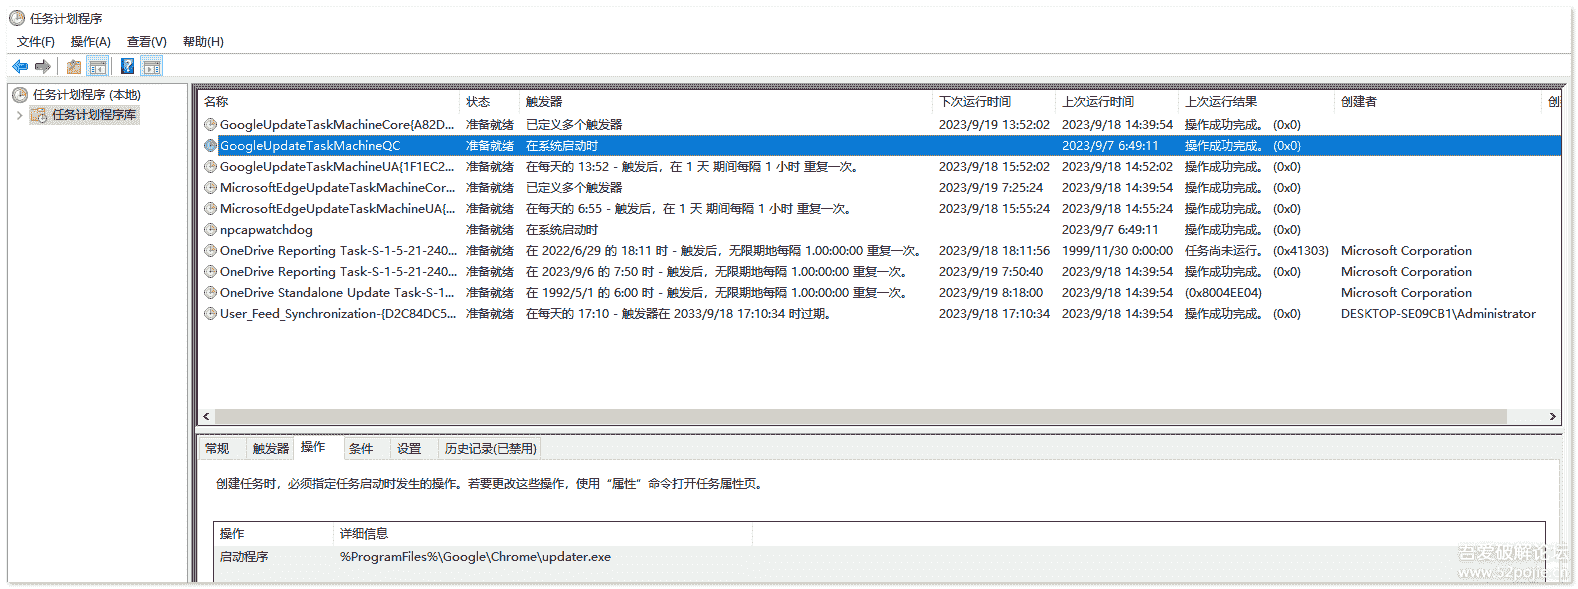 任务计划程序
文件(F) 操作(A) 查看(V) 帮助(H)
任务计划程序 (本地)
任务计划程序库
名称 状态 触发器 下次运行时间 上次运行时间 上次运行结果 创建者 创
GoogleUpdateTaskMachineCore{A82D... 准备就绪 已定义多个触发器 2023/9/19 13:52:02 2023/9/18 14:39:54 操作成功完成。 (0x0)
GoogleUpdateTaskMachineQC 准备就绪 在系统启动时 2023/9/7 6:49:11 操作成功完成。 (0x0)
GoogleUpdateTaskMachineUA{1F1EC2... 准备就绪 在每天的 13:52 - 触发后，在 1 天 期间每隔 1 小时 重复一次。 2023/9/18 15:52:02 2023/9/18 14:52:02 操作成功完成。 (0x0)
MicrosoftEdgeUpdateTaskMachineCor... 准备就绪 已定义多个触发器 2023/9/19 7:25:24 2023/9/18 14:39:54 操作成功完成。 (0x0)
MicrosoftEdgeUpdateTaskMachineUA{... 准备就绪 在每天的 6:55 - 触发后，在 1 天 期间每隔 1 小时 重复一次。 2023/9/18 15:55:24 2023/9/18 14:55:24 操作成功完成。 (0x0)
npcapwatchdog 准备就绪 在系统启动时 2023/9/7 6:49:11 操作成功完成。 (0x0)
OneDrive Reporting Task-S-1-5-21-240... 准备就绪 在 2022/6/29 的 18:11 时 - 触发后，无限期地每隔 1.00:00:00 重复一次。 2023/9/18 18:11:56 1999/11/30 0:00:00 任务尚未运行。 (0x41303) Microsoft Corporation
OneDrive Reporting Task-S-1-5-21-240... 准备就绪 在 2023/9/6 的 7:50 时 - 触发后，无限期地每隔 1.00:00:00 重复一次。 2023/9/19 7:50:40 2023/9/18 14:39:54 操作成功完成。 (0x0) Microsoft Corporation
OneDrive Standalone Update Task-S-1... 准备就绪 在 1992/5/1 的 6:00 时 - 触发后，无限期地每隔 1.00:00:00 重复一次。 2023/9/19 8:18:00 2023/9/18 14:39:54 (0x8004EE04) Microsoft Corporation
User_Feed_Synchronization-{D2C84DC5... 准备就绪 在每天的 17:10 - 触发器在 2033/9/18 17:10:34 时过期。 2023/9/18 17:10:34 2023/9/18 14:39:54 操作成功完成。 (0x0) DESKTOP-SE09CB1\Administrator
常规 触发器 操作 条件 设置 历史记录(已禁用)
创建任务时，必须指定任务启动时发生的操作。若要更改这些操作，使用“属性”命令打开任务属性页。
操作 详细信息
启动程序 %ProgramFiles%\Google\Chrome\updater.exe
吾爱破解论坛
www.52pojie.cn